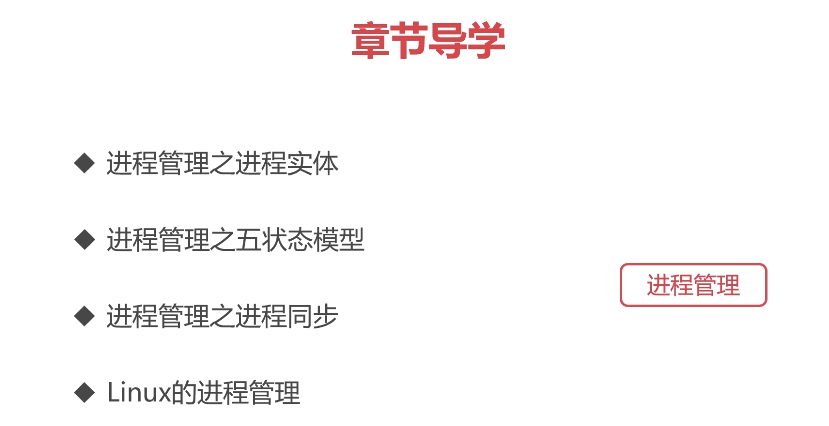 章节导学
◆ 进程管理之进程实体
◆ 进程管理之五状态模型
◆ 进程管理之进程同步
◆ Linux的进程管理
进程管理